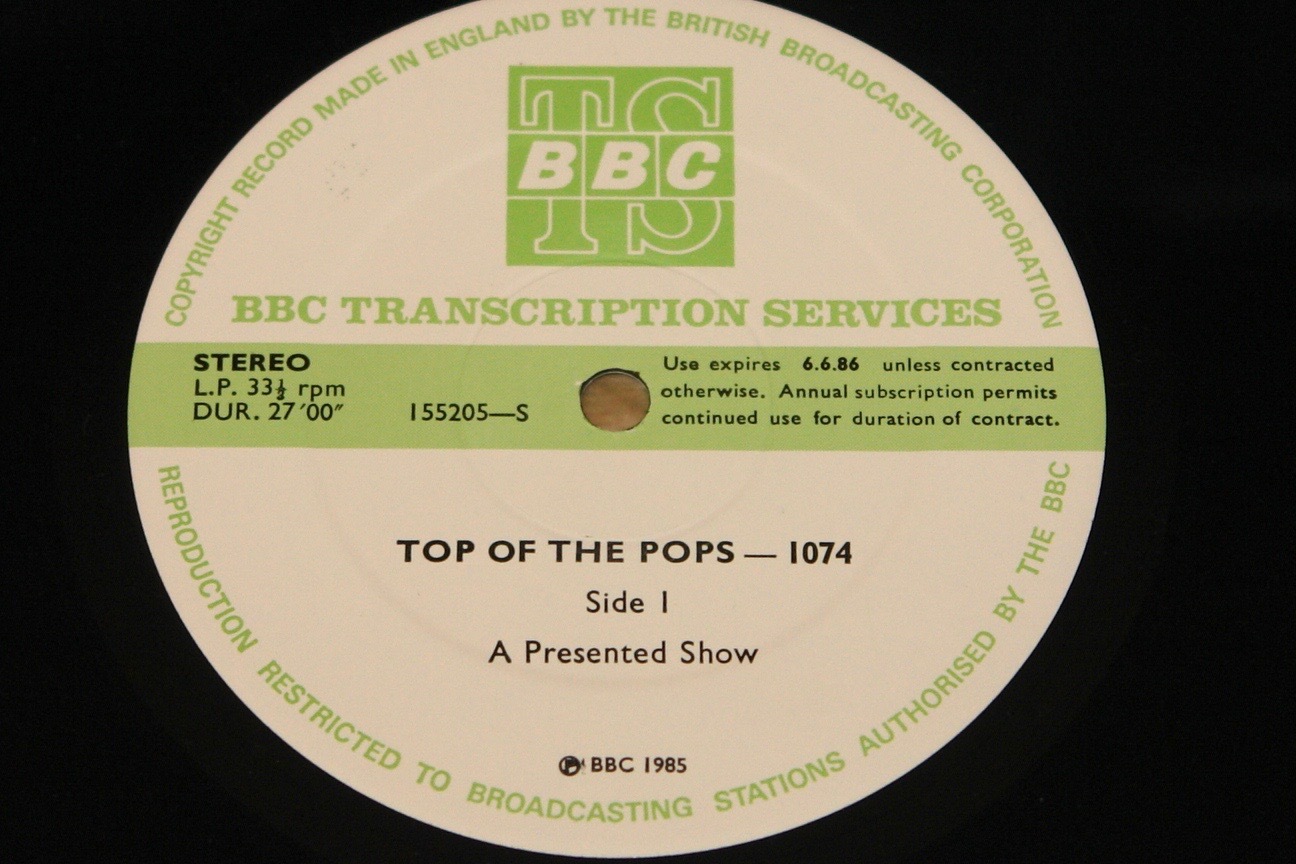 COPYRIGHT RECORD MADE IN ENGLAND BY THE BRITISH BROADCASTING CORPORATION
TS
BBC
BBC TRANSCRIPTION SERVICES
STEREO
L.P. 33⅓ rpm
DUR. 27′00″
155205—S
Use expires 6.6.86 unless contracted
otherwise. Annual subscription permits
continued use for duration of contract.
TOP OF THE POPS — 1074
Side 1
A Presented Show
℗ BBC 1985
REPRODUCTION RESTRICTED TO BROADCASTING STATIONS AUTHORISED BY THE BBC